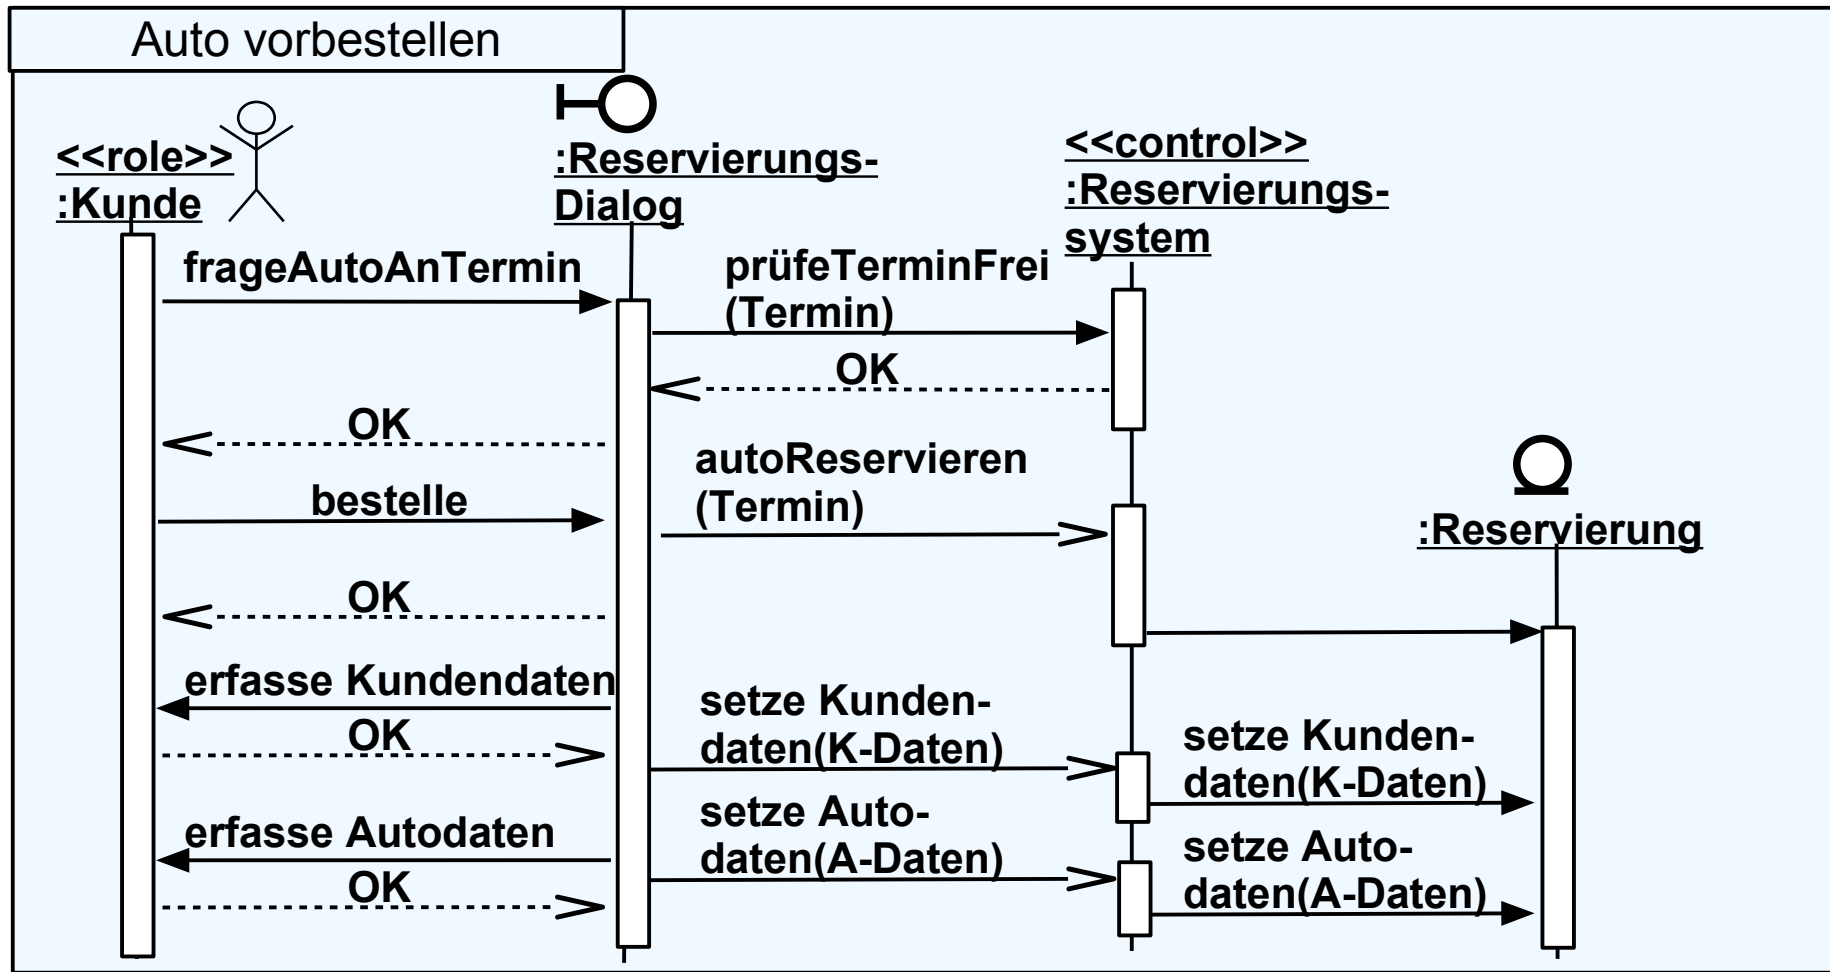 Auto vorbestellen
<<role>>
:Kunde
:Reservierungs-
Dialog
<<control>>
:Reservierungs-
system
frageAutoAnTermin
prüfeTerminFrei
(Termin)
OK
OK
autoReservieren
(Termin)
bestelle
:Reservierung
OK
erfasse Kundendaten
OK
setze Kunden-
daten(K-Daten)
setze Kunden-
daten(K-Daten)
erfasse Autodaten
OK
setze Auto-
daten(A-Daten)
setze Auto-
daten(A-Daten)